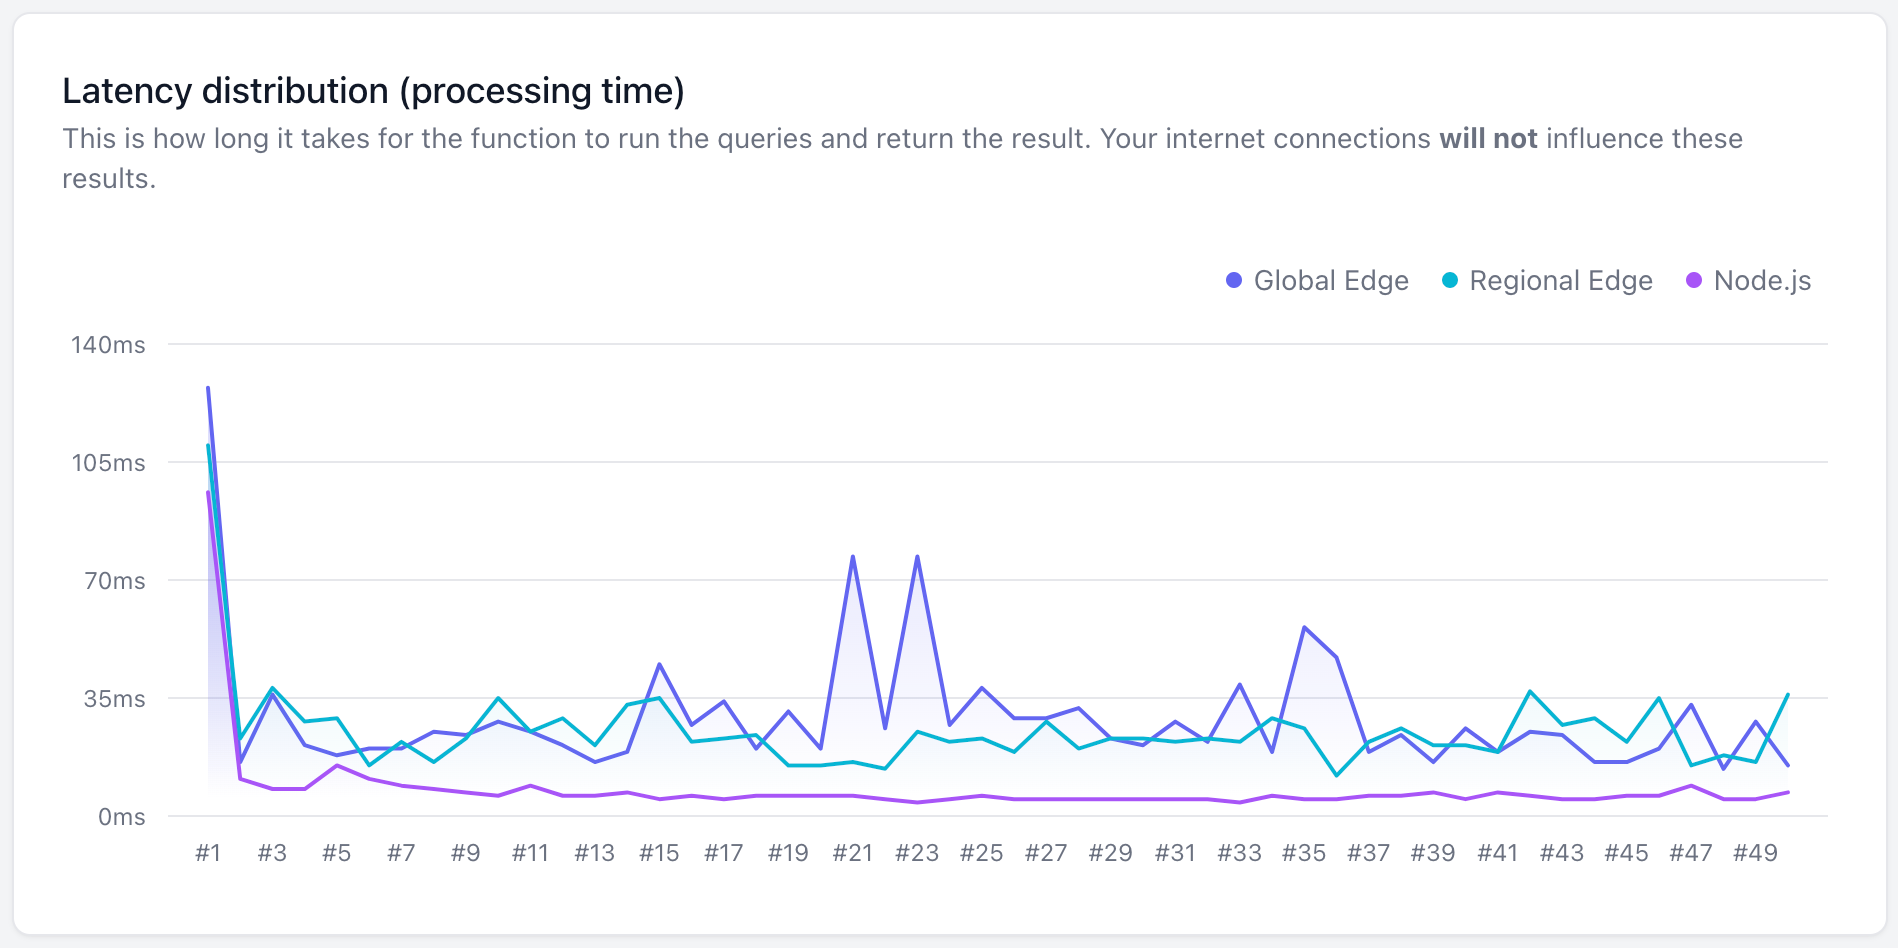 Latency distribution (processing time)
This is how long it takes for the function to run the queries and return the result. Your internet connections will not influence these
results.
Global Edge Regional Edge Node.js
140ms
105ms
70ms
35ms
0ms
#1 #3 #5 #7 #9 #11 #13 #15 #17 #19 #21 #23 #25 #27 #29 #31 #33 #35 #37 #39 #41 #43 #45 #47 #49